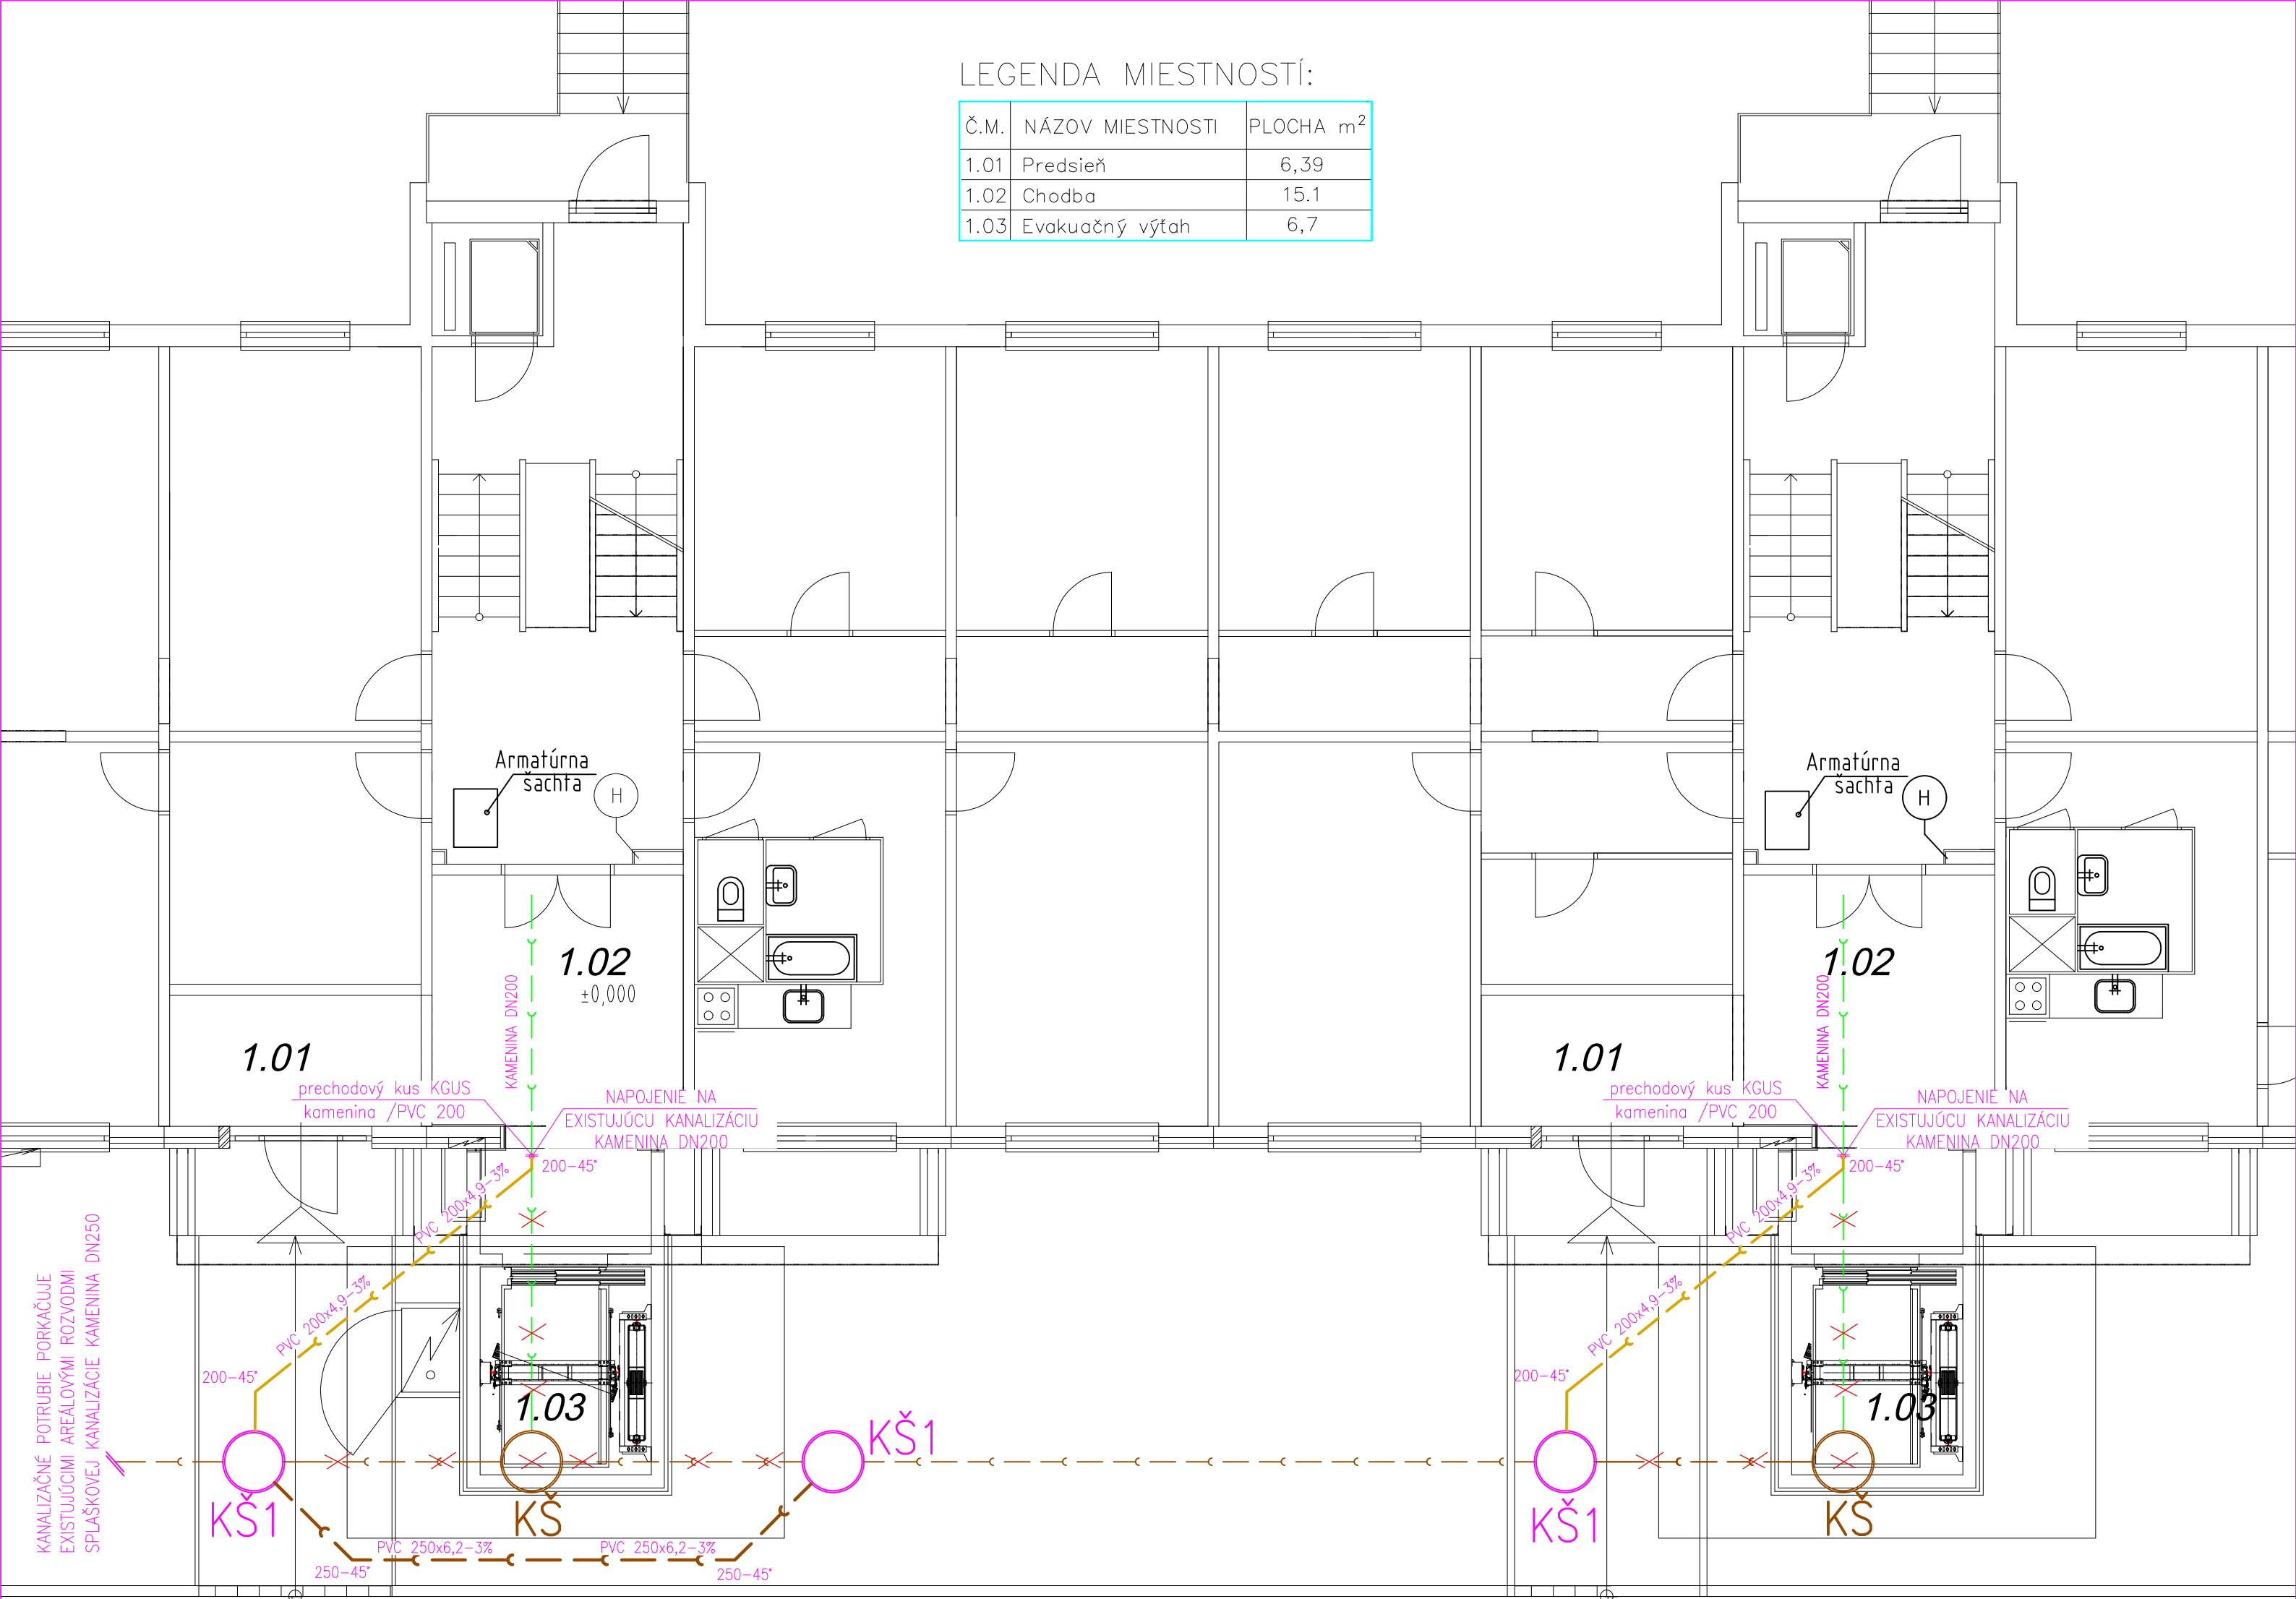 LEGENDA MIESTNOSTÍ:
Č.M. NÁZOV MIESTNOSTI PLOCHA m²
1.01 Predsieň 6,39
1.02 Chodba 15.1
1.03 Evakuačný výťah 6,7
Armatúrna
šachta
H
Armatúrna
šachta
H
1.02
±0,000
KAMENINA DN200
1.01
prechodový kus KGUS
kamenina /PVC 200
NAPOJENIE NA
EXISTUJÚCU KANALIZÁCIU
KAMENINA DN200
200-45°
PVC 200x4,9-3%
PVC 200x4,9-3%
200-45°
1.03
KŠ1
KŠ
KŠ1
PVC 250x6,2-3%
PVC 250x6,2-3%
250-45°
250-45°
KANALIZAČNÉ POTRUBIE PORKAČUJE
EXISTUJÚCIMI AREÁLOVÝMI ROZVODMI
SPLAŠKOVEJ KANALIZÁCIE KAMENINA DN250
1.02
KAMENINA DN200
1.01
prechodový kus KGUS
kamenina /PVC 200
NAPOJENIE NA
EXISTUJÚCU KANALIZÁCIU
KAMENINA DN200
200-45°
PVC 200x4,9-3%
PVC 200x4,9-3%
200-45°
1.03
KŠ1
KŠ